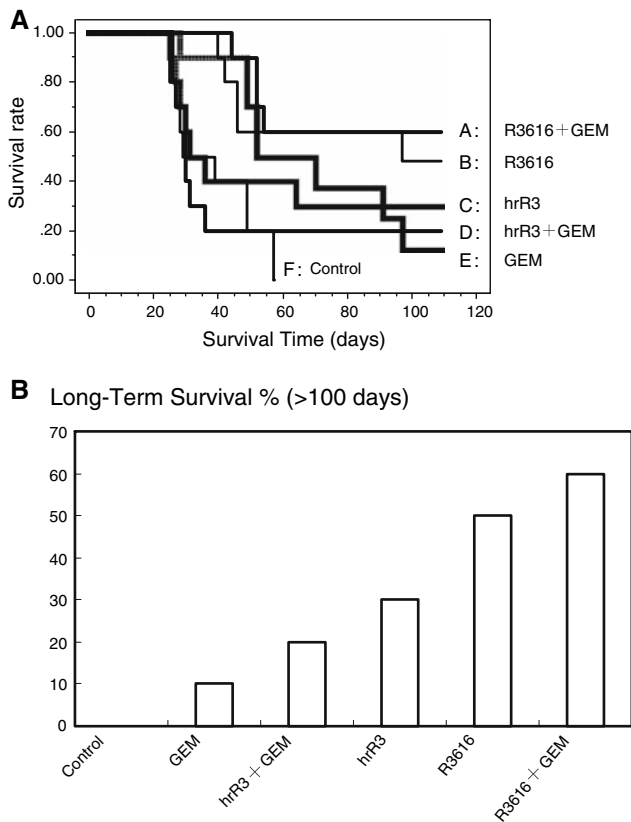 A
Survival rate
1.00
.80
.60
.40
.20
0.00
A: R3616+GEM
B: R3616
C: hrR3
D: hrR3+GEM
E: GEM
F: Control
0 20 40 60 80 100 120
Survival Time (days)
B Long-Term Survival % (>100 days)
70
60
50
40
30
20
10
0
Control
GEM
hrR3+GEM
hrR3
R3616
R3616+GEM